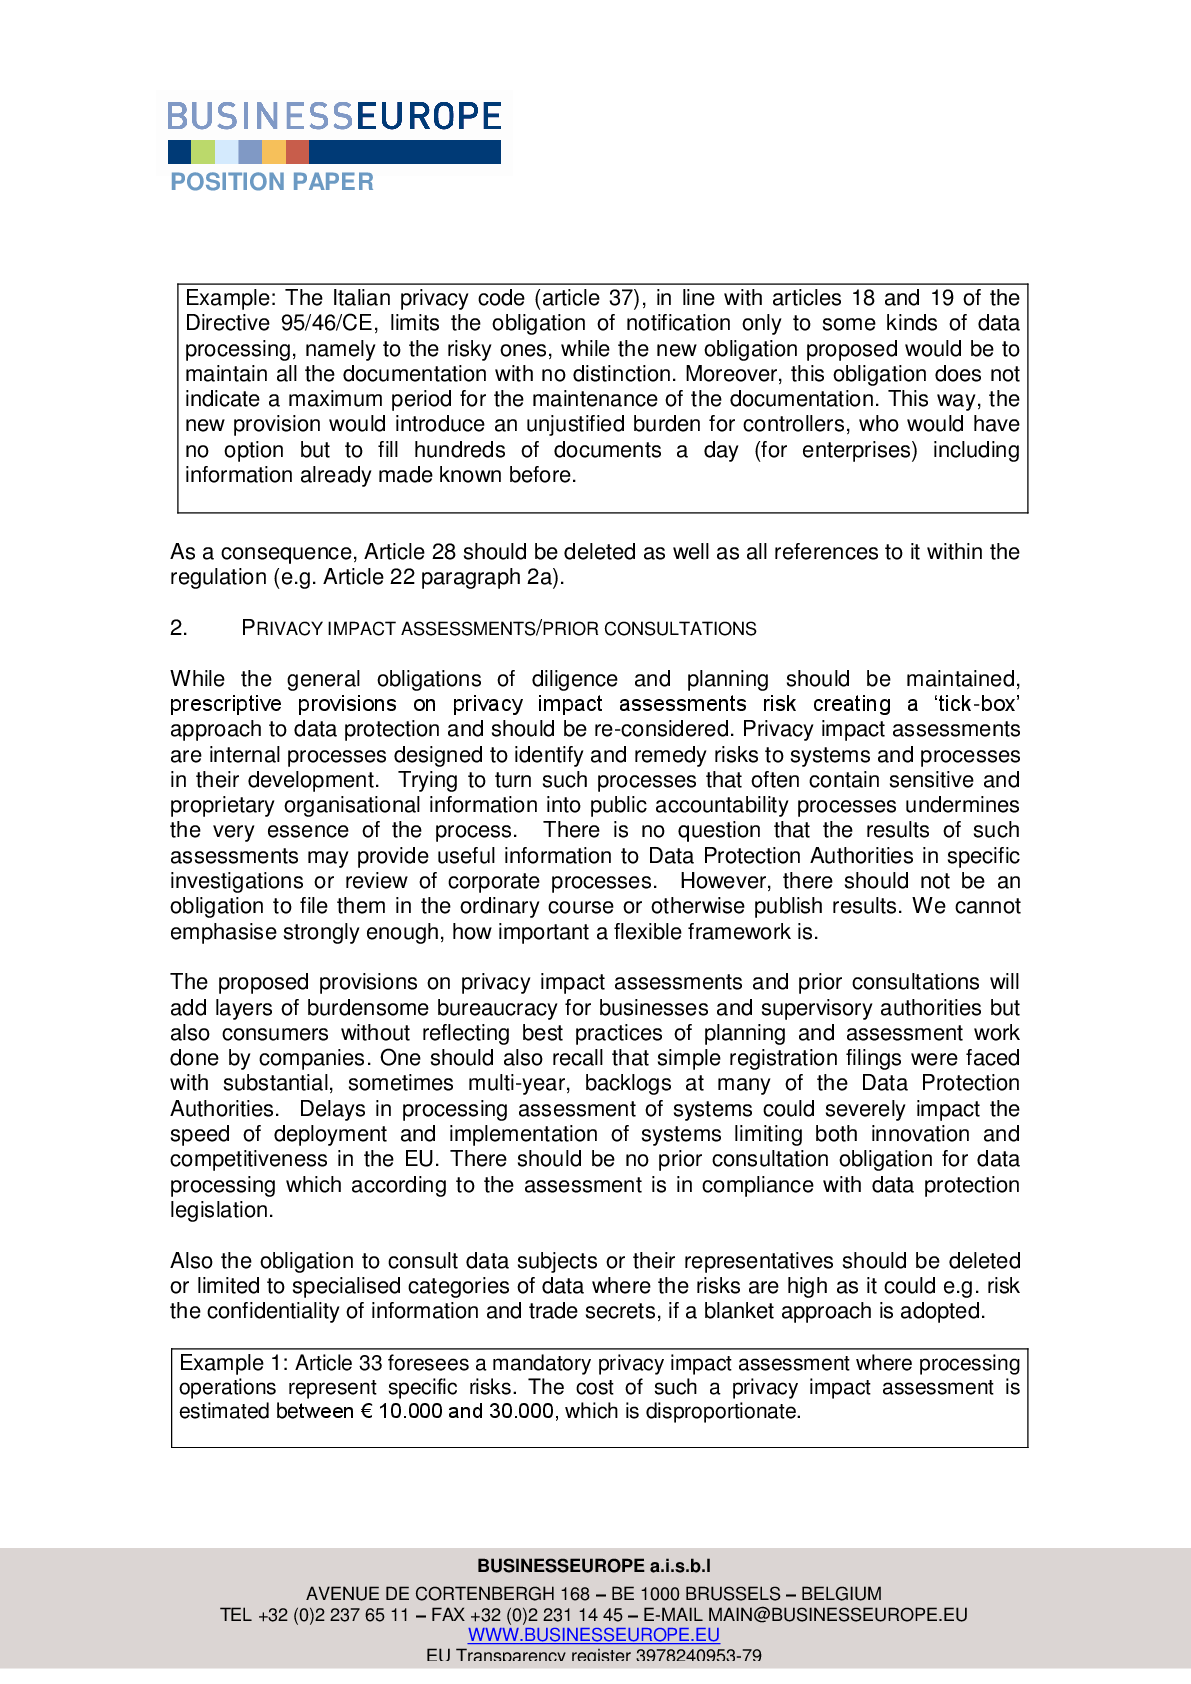 BUSINESSEUROPE
POSITION PAPER
Example: The Italian privacy code (article 37), in line with articles 18 and 19 of the
Directive 95/46/CE, limits the obligation of notification only to some kinds of data
processing, namely to the risky ones, while the new obligation proposed would be to
maintain all the documentation with no distinction. Moreover, this obligation does not
indicate a maximum period for the maintenance of the documentation. This way, the
new provision would introduce an unjustified burden for controllers, who would have
no option but to fill hundreds of documents a day (for enterprises) including
information already made known before.
As a consequence, Article 28 should be deleted as well as all references to it within the
regulation (e.g. Article 22 paragraph 2a).
2. PRIVACY IMPACT ASSESSMENTS/PRIOR CONSULTATIONS
While the general obligations of diligence and planning should be maintained,
prescriptive provisions on privacy impact assessments risk creating a ‘tick-box’
approach to data protection and should be re-considered. Privacy impact assessments
are internal processes designed to identify and remedy risks to systems and processes
in their development. Trying to turn such processes that often contain sensitive and
proprietary organisational information into public accountability processes undermines
the very essence of the process. There is no question that the results of such
assessments may provide useful information to Data Protection Authorities in specific
investigations or review of corporate processes. However, there should not be an
obligation to file them in the ordinary course or otherwise publish results. We cannot
emphasise strongly enough, how important a flexible framework is.
The proposed provisions on privacy impact assessments and prior consultations will
add layers of burdensome bureaucracy for businesses and supervisory authorities but
also consumers without reflecting best practices of planning and assessment work
done by companies. One should also recall that simple registration filings were faced
with substantial, sometimes multi-year, backlogs at many of the Data Protection
Authorities. Delays in processing assessment of systems could severely impact the
speed of deployment and implementation of systems limiting both innovation and
competitiveness in the EU. There should be no prior consultation obligation for data
processing which according to the assessment is in compliance with data protection
legislation.
Also the obligation to consult data subjects or their representatives should be deleted
or limited to specialised categories of data where the risks are high as it could e.g. risk
the confidentiality of information and trade secrets, if a blanket approach is adopted.
Example 1: Article 33 foresees a mandatory privacy impact assessment where processing
operations represent specific risks. The cost of such a privacy impact assessment is
estimated between € 10.000 and 30.000, which is disproportionate.
BUSINESSEUROPE a.i.s.b.l
AVENUE DE CORTENBERGH 168 – BE 1000 BRUSSELS – BELGIUM
TEL +32 (0)2 237 65 11 – FAX +32 (0)2 231 14 45 – E-MAIL MAIN@BUSINESSEUROPE.EU
WWW.BUSINESSEUROPE.EU
EU Transparency register 3978240953-79